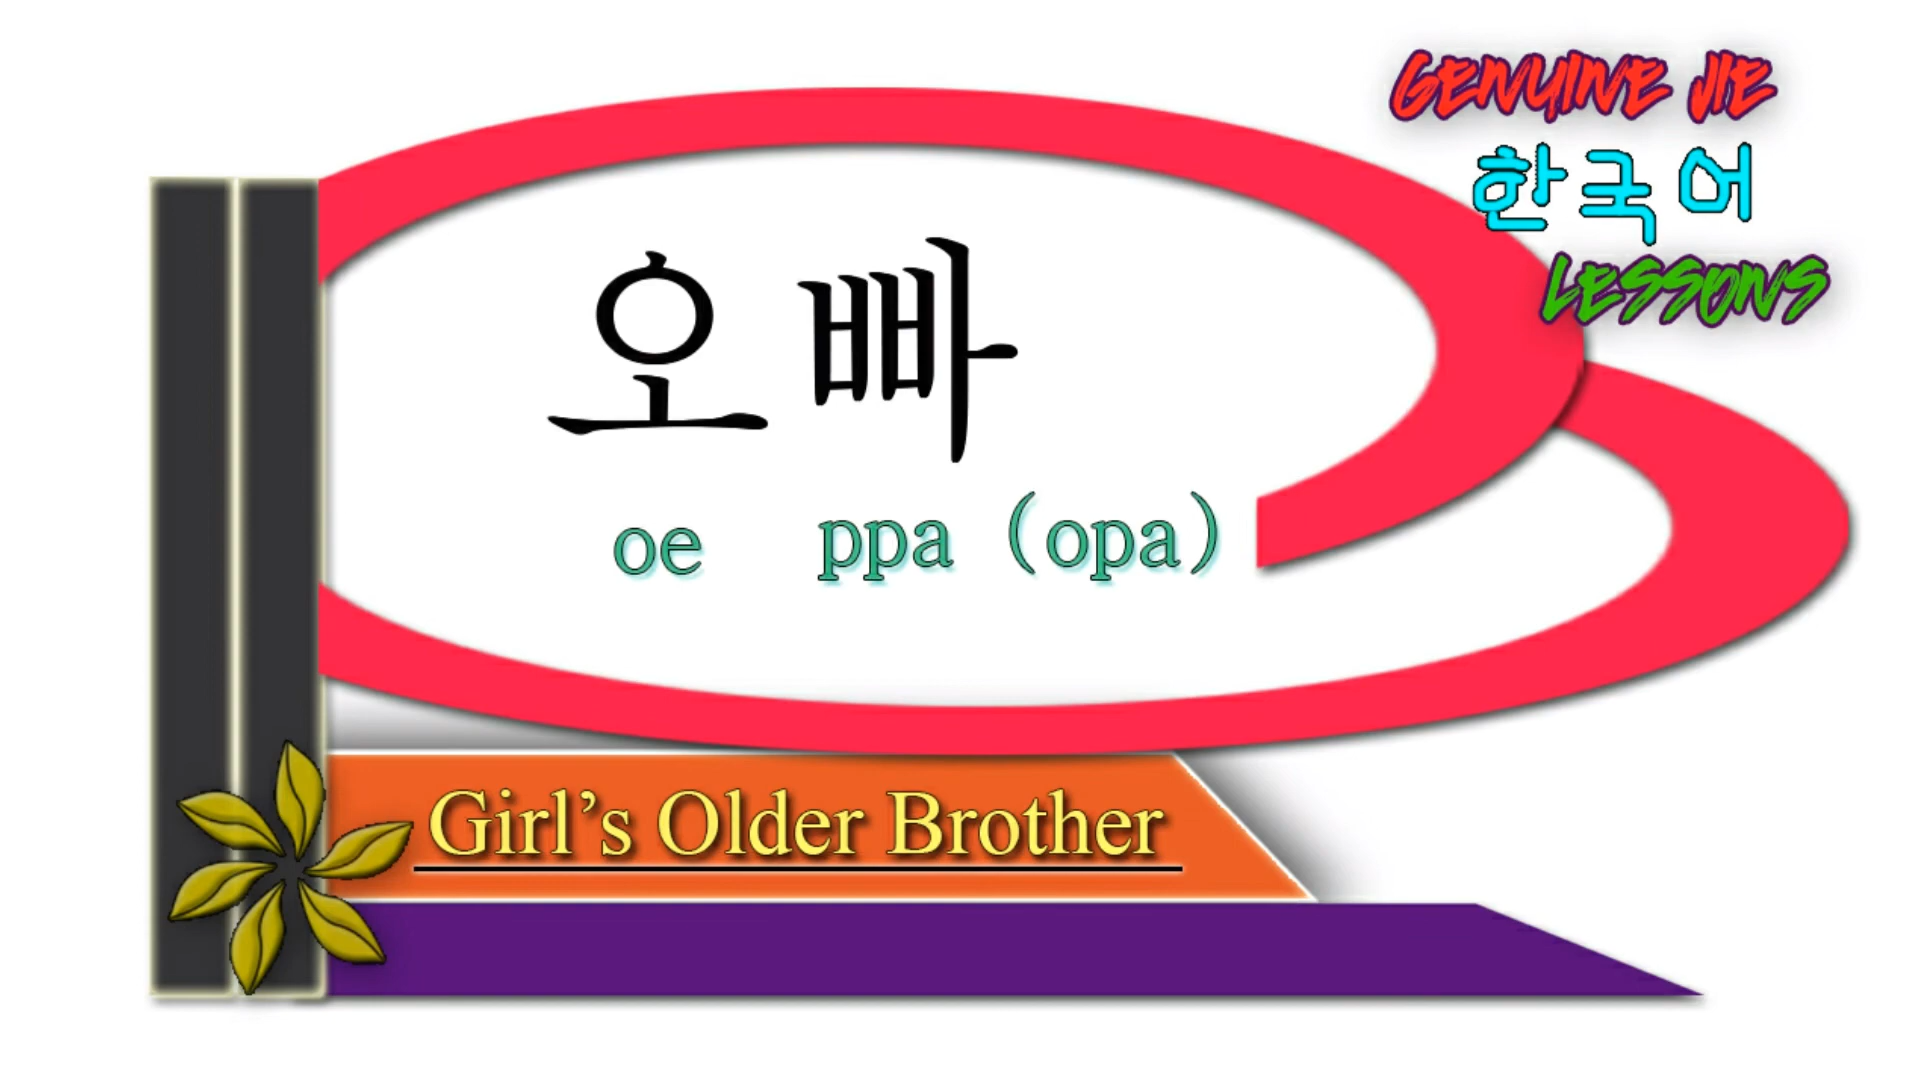 GENUINE JIE
한국어
LESSONS
오빠
oe ppa (opa)
Girl’s Older Brother